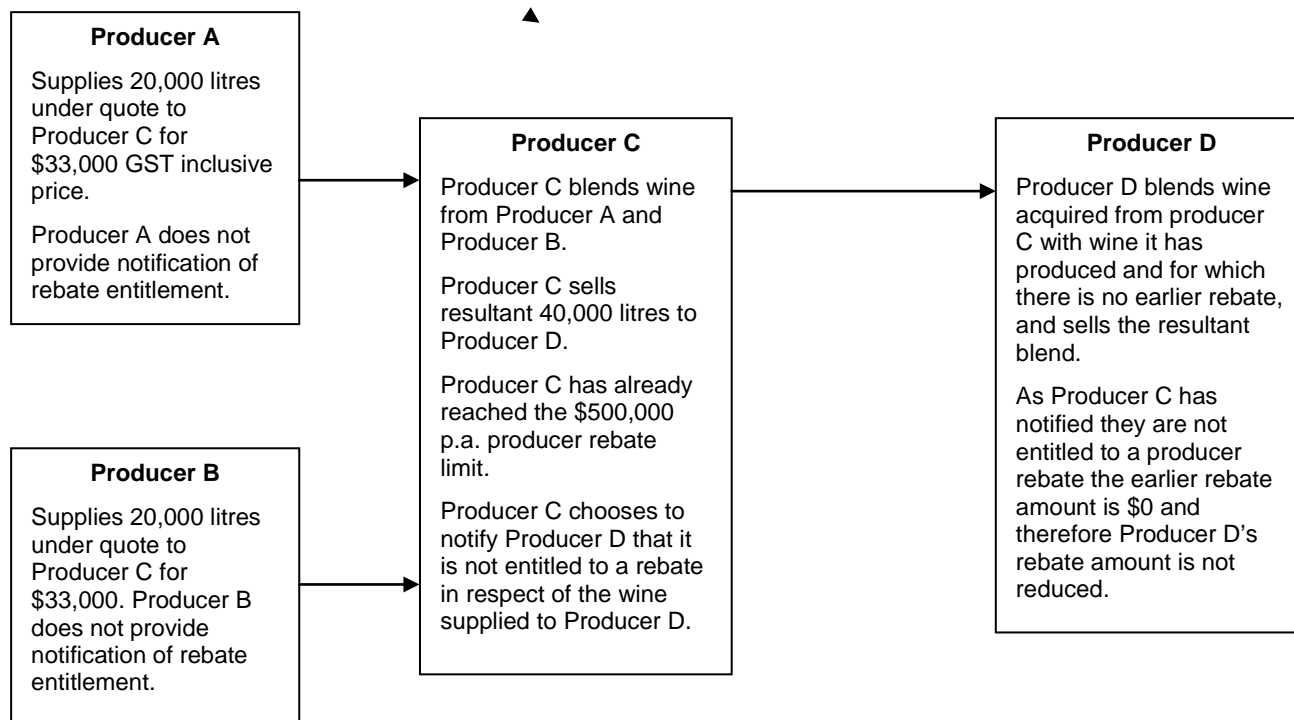 Producer A
Supplies 20,000 litres
under quote to
Producer C for
$33,000 GST inclusive
price.
Producer A does not
provide notification of
rebate entitlement.
Producer B
Supplies 20,000 litres
under quote to
Producer C for
$33,000. Producer B
does not provide
notification of rebate
entitlement.
Producer C
Producer C blends wine
from Producer A and
Producer B.
Producer C sells
resultant 40,000 litres to
Producer D.
Producer C has already
reached the $500,000
p.a. producer rebate
limit.
Producer C chooses to
notify Producer D that it
is not entitled to a rebate
in respect of the wine
supplied to Producer D.
Producer D
Producer D blends wine
acquired from producer
C with wine it has
produced and for which
there is no earlier rebate,
and sells the resultant
blend.
As Producer C has
notified they are not
entitled to a producer
rebate the earlier rebate
amount is $0 and
therefore Producer D’s
rebate amount is not
reduced.